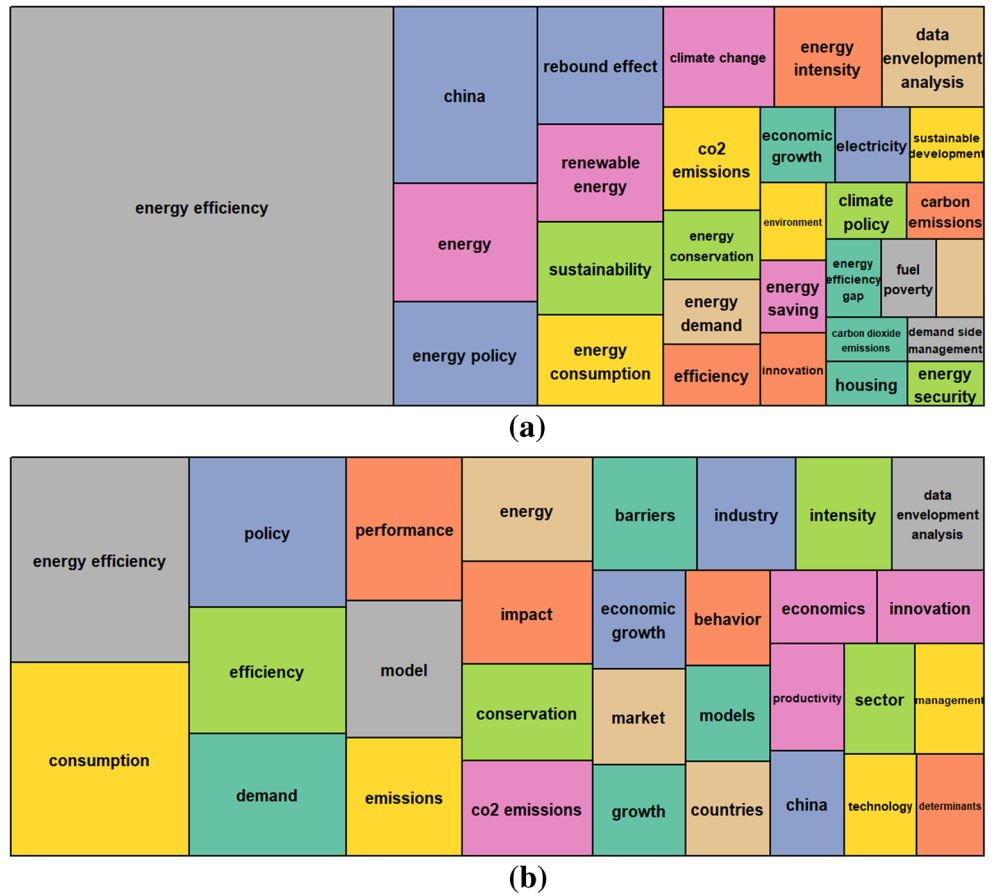 energy efficiency
china
energy
energy policy
rebound effect
renewable
energy
sustainability
energy
consumption
climate change
energy
intensity
data
envelopment
analysis
co2
emissions
economic
growth
electricity
sustainable
development
energy
conservation
environment
climate
policy
carbon
emissions
energy
demand
energy
saving
energy
efficiency
gap
fuel
poverty
efficiency
innovation
carbon dioxide
emissions
demand side
management
housing
energy
security
(a)
energy efficiency
consumption
policy
efficiency
demand
performance
model
emissions
energy
impact
conservation
co2 emissions
barriers
industry
intensity
data
envelopment
analysis
economic
growth
behavior
economics
innovation
market
models
productivity
sector
management
growth
countries
china
technology
determinants
(b)